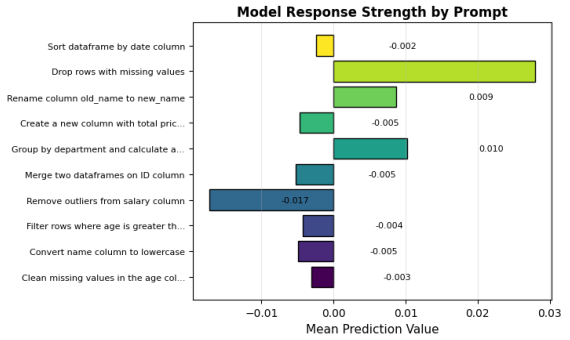 Model Response Strength by Prompt
Sort dataframe by date column
-0.002
Drop rows with missing values
Rename column old_name to new_name
0.009
Create a new column with total pric...
-0.005
Group by department and calculate a...
0.010
Merge two dataframes on ID column
-0.005
Remove outliers from salary column
-0.017
Filter rows where age is greater th...
-0.004
Convert name column to lowercase
-0.005
Clean missing values in the age col...
-0.003
−0.01 0.00 0.01 0.02 0.03
Mean Prediction Value